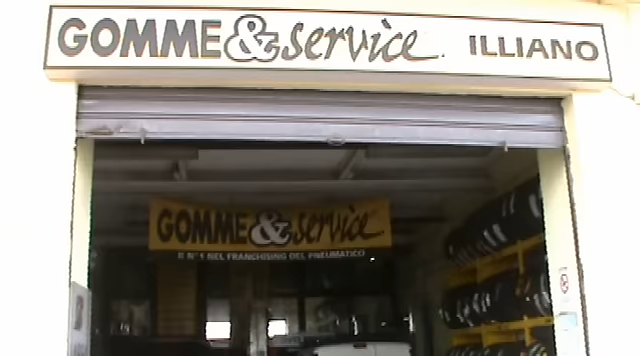 GOMME & service. ILLIANO
GOMME & service
IL N° 1 NEL FRANCHISING DEL PNEUMATICO